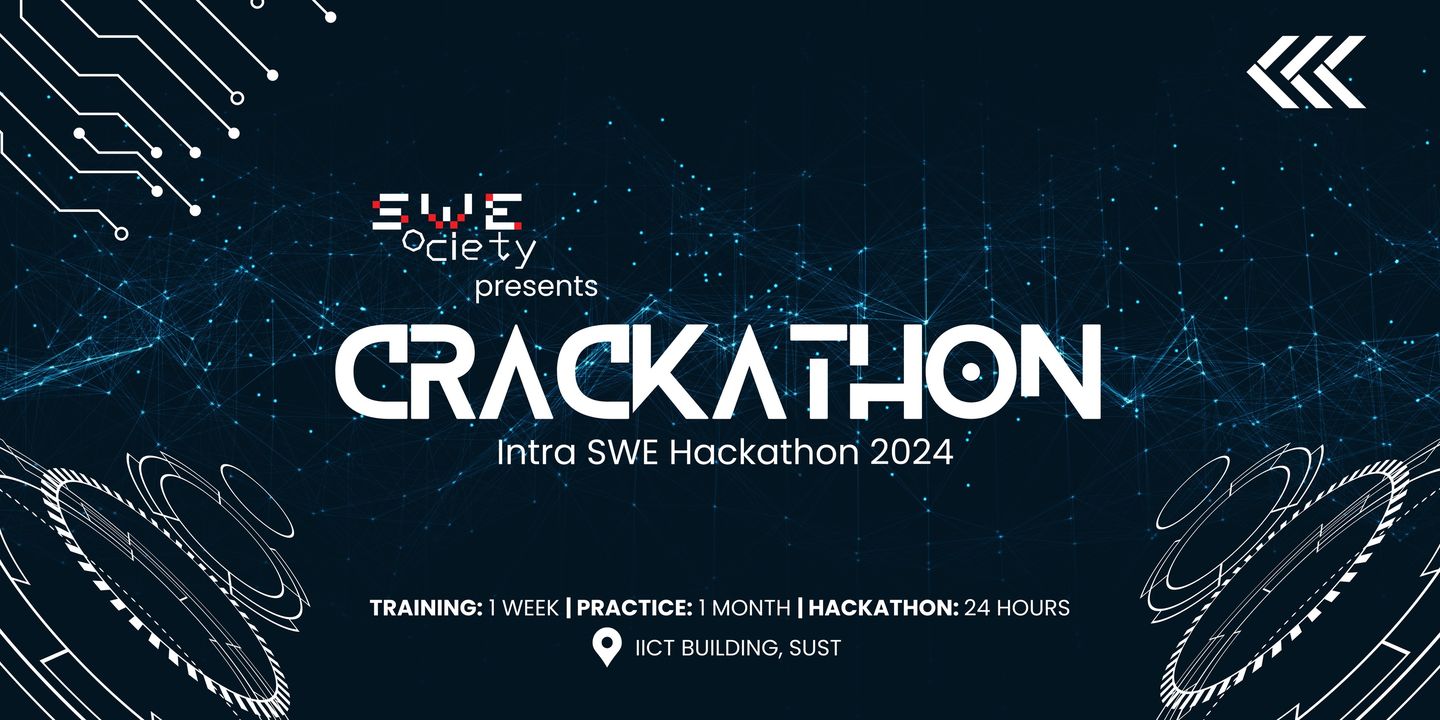 SWE
Ociety
presents
CRACKATHON
Intra SWE Hackathon 2024
TRAINING: 1 WEEK | PRACTICE: 1 MONTH | HACKATHON: 24 HOURS
IICT BUILDING, SUST